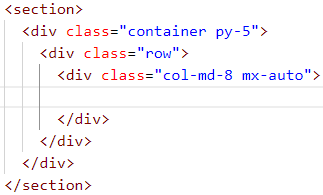 <section>
  <div class="container py-5">
    <div class="row">
      <div class="col-md-8 mx-auto">

      </div>
    </div>
  </div>
</section>